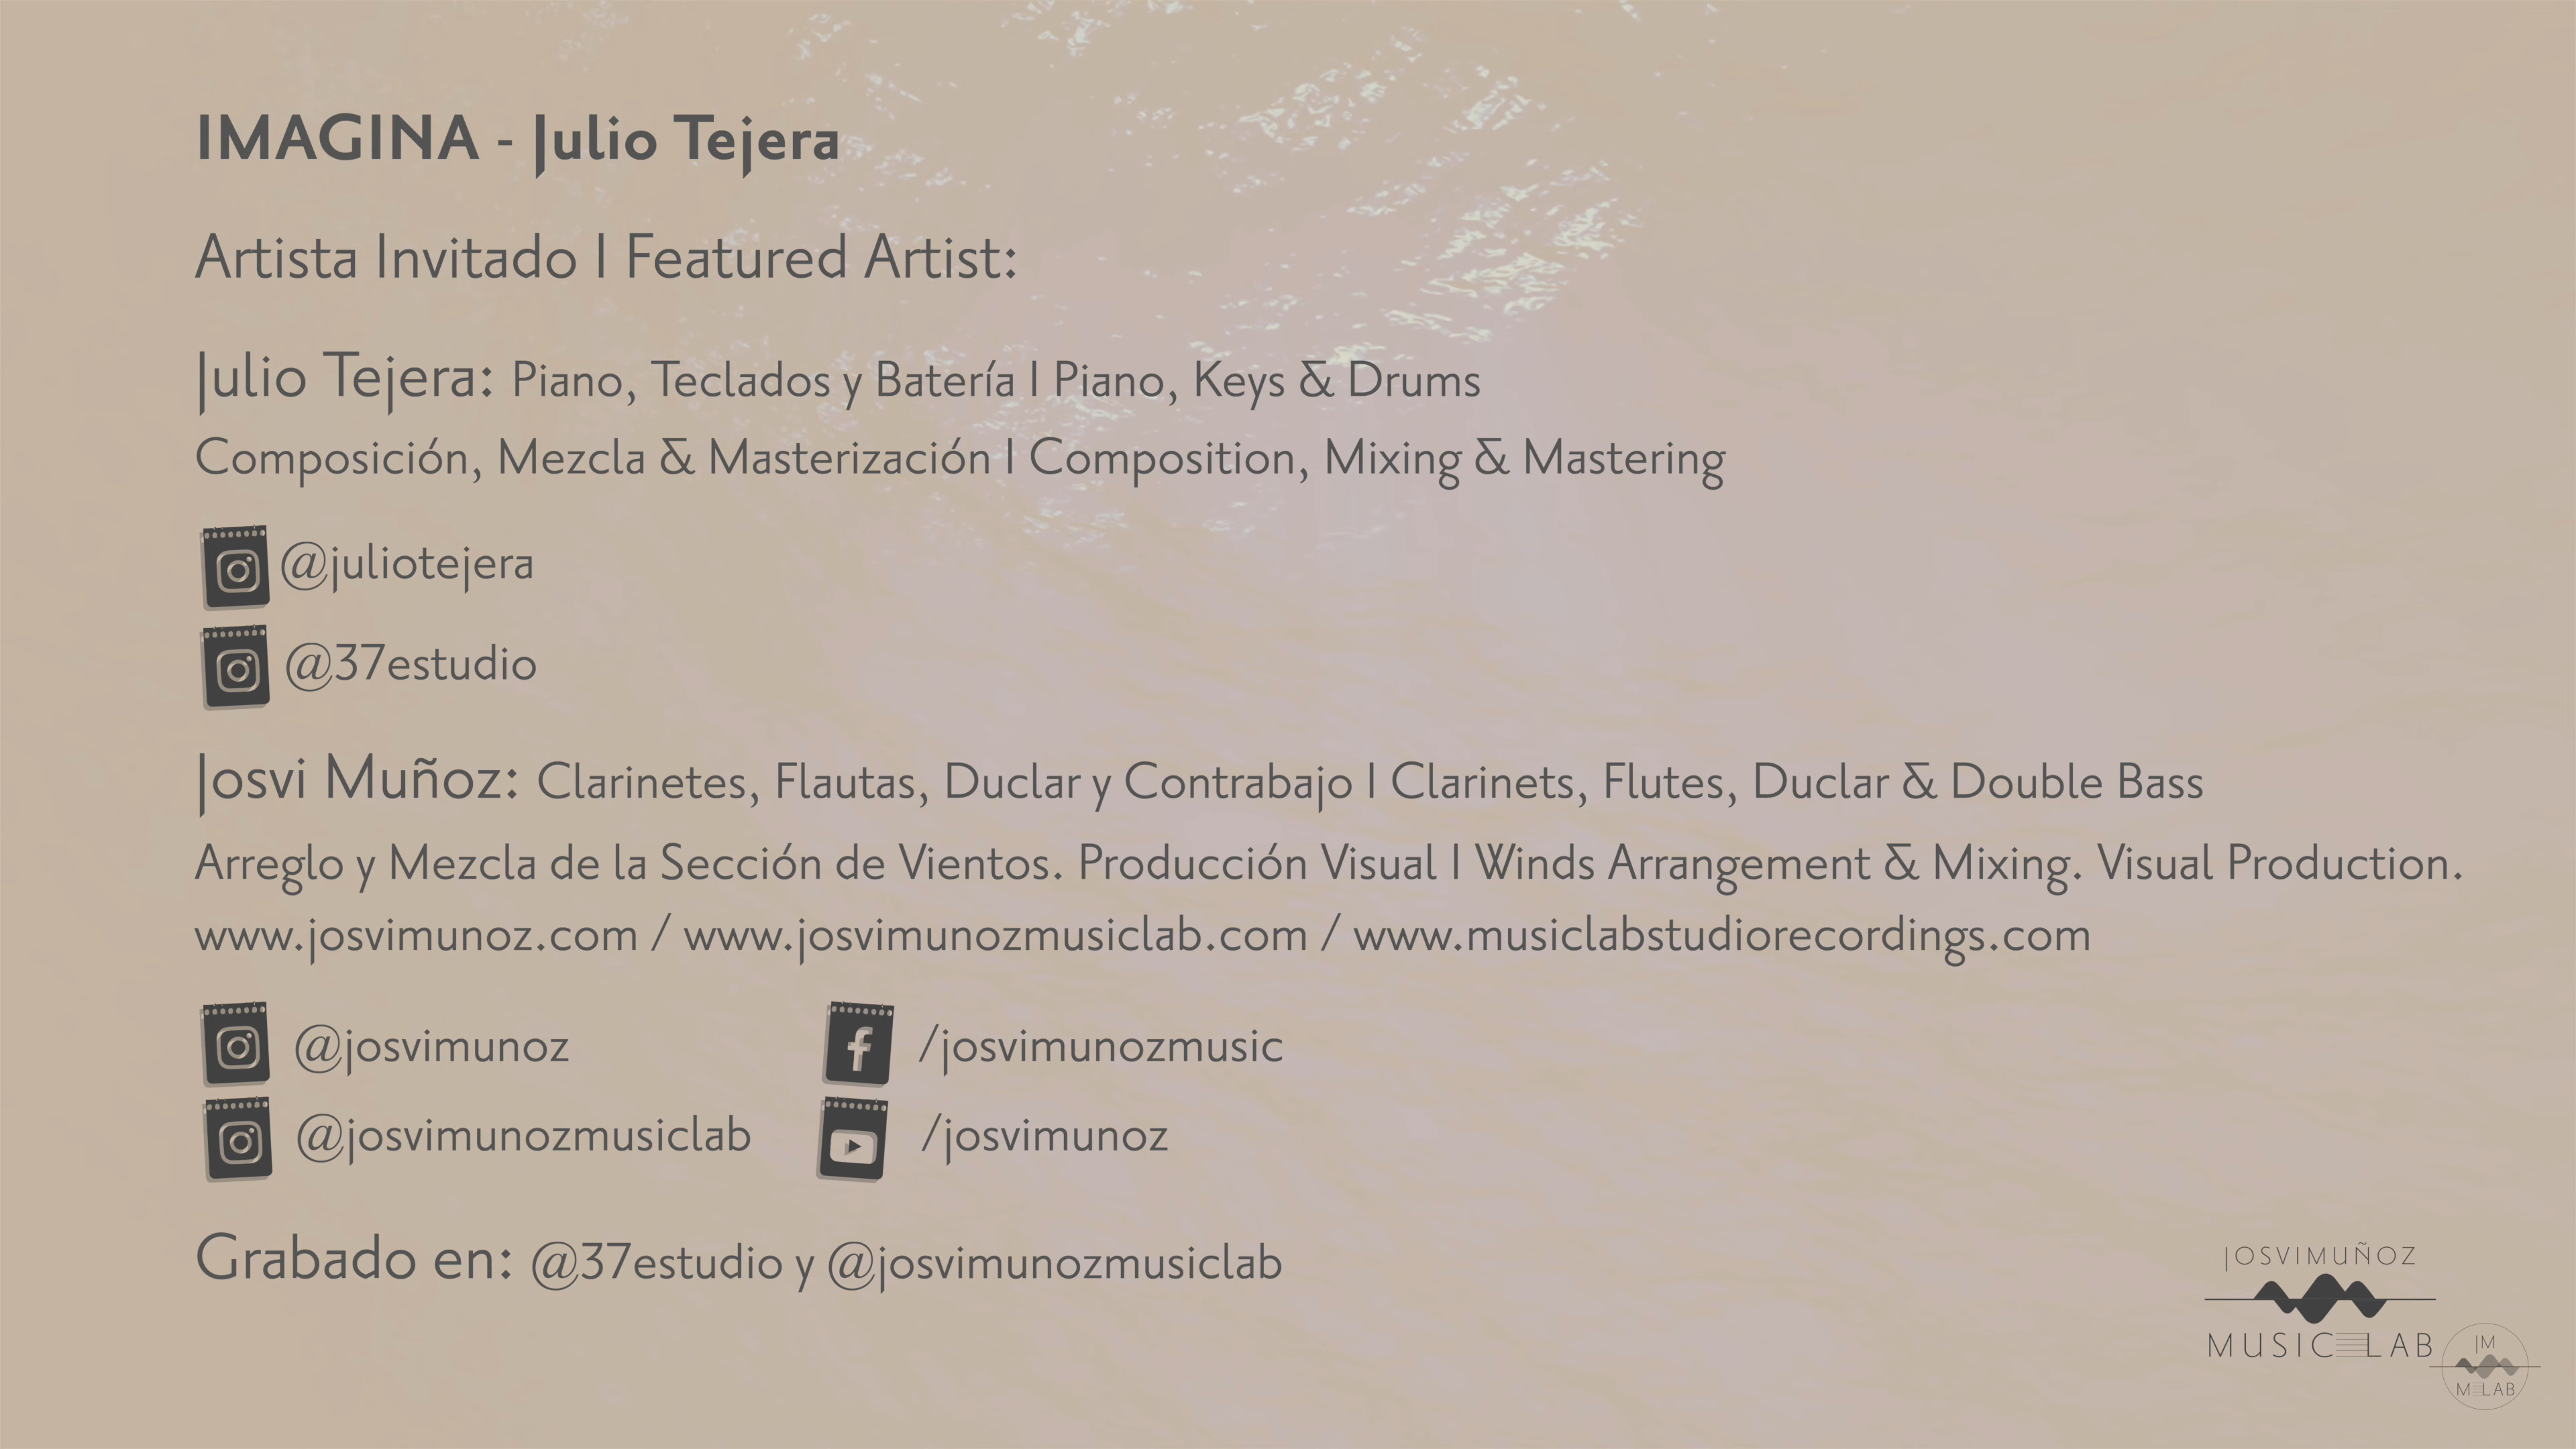 IMAGINA - Julio Tejera
Artista Invitado | Featured Artist:
Julio Tejera: Piano, Teclados y Batería | Piano, Keys & Drums
Composición, Mezcla & Masterización | Composition, Mixing & Mastering
@juliotejera
@37estudio
Josvi Muñoz: Clarinetes, Flautas, Duclar y Contrabajo | Clarinets, Flutes, Duclar & Double Bass
Arreglo y Mezcla de la Sección de Vientos. Producción Visual | Winds Arrangement & Mixing. Visual Production.
www.josvimunoz.com / www.josvimunozmusiclab.com / www.musiclabstudiorecordings.com
@josvimunoz /josvimunozmusic
@josvimunozmusiclab /josvimunoz
Grabado en: @37estudio y @josvimunozmusiclab
JOSVIMUÑOZ
MUSIC LAB
JM
M LAB